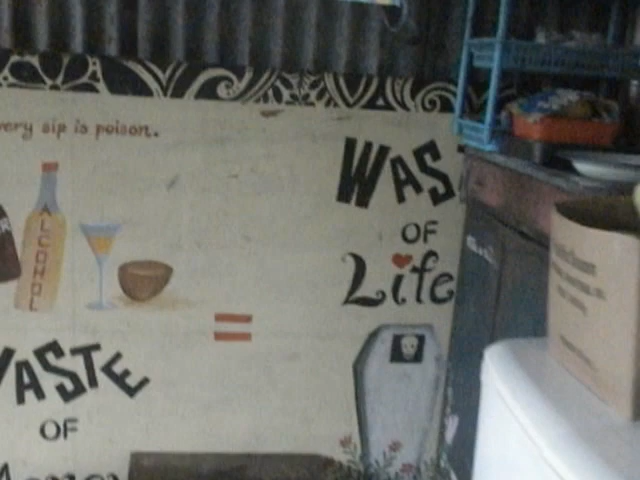 very sip is poison.
ALCOHOL
WAS
OF
Life
=
WASTE
OF